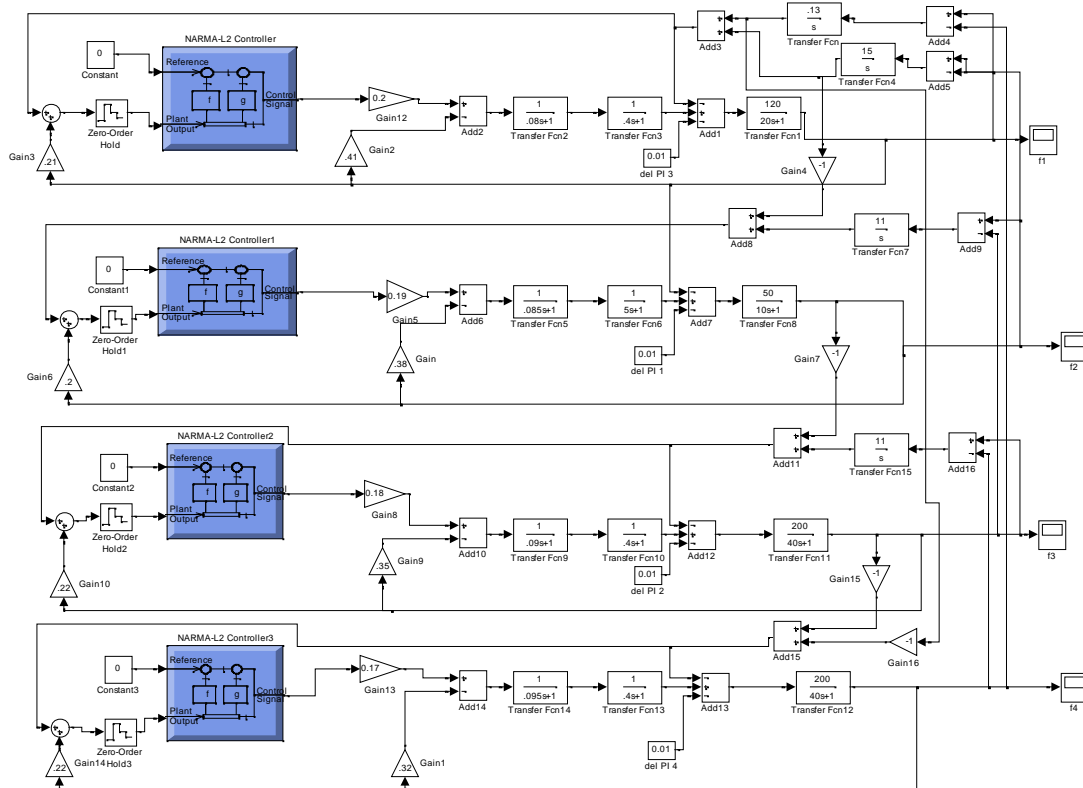 NARMA-L2 Controller
0
Constant
Reference
f
g
Control
Signal
Plant
Output
Zero-Order
Hold
Gain3
.21
0.2
Gain12
Gain2
.41
Add2
1
.08s+1
Transfer Fcn2
1
.4s+1
Transfer Fcn3
0.01
del PI 3
Add1
120
20s+1
Transfer Fcn1
Add3
.13
s
Transfer Fcn
15
s
Transfer Fcn4
Add4
Add5
Gain4
-1
f1
NARMA-L2 Controller1
0
Constant1
Reference
f
g
Control
Signal
Plant
Output
Zero-Order
Hold1
Gain6
.2
0.19
Gain5
Gain
.38
Add6
1
.085s+1
Transfer Fcn5
1
5s+1
Transfer Fcn6
0.01
del PI 1
Add7
50
10s+1
Transfer Fcn8
Add8
11
s
Transfer Fcn7
Add9
Gain7
-1
f2
NARMA-L2 Controller2
0
Constant2
Reference
f
g
Control
Signal
Plant
Output
Zero-Order
Hold2
Gain10
.22
0.18
Gain8
Gain9
.35
Add10
1
.09s+1
Transfer Fcn9
1
.4s+1
Transfer Fcn10
0.01
del PI 2
Add12
200
40s+1
Transfer Fcn11
Add11
11
s
Transfer Fcn15
Add16
Gain15
-1
f3
NARMA-L2 Controller3
0
Constant3
Reference
f
g
Control
Signal
Plant
Output
Zero-Order
Hold3
Gain14
.22
0.17
Gain13
Gain1
.32
Add14
1
.095s+1
Transfer Fcn14
1
.4s+1
Transfer Fcn13
0.01
del PI 4
Add13
200
40s+1
Transfer Fcn12
Add15
-1
Gain16
f4